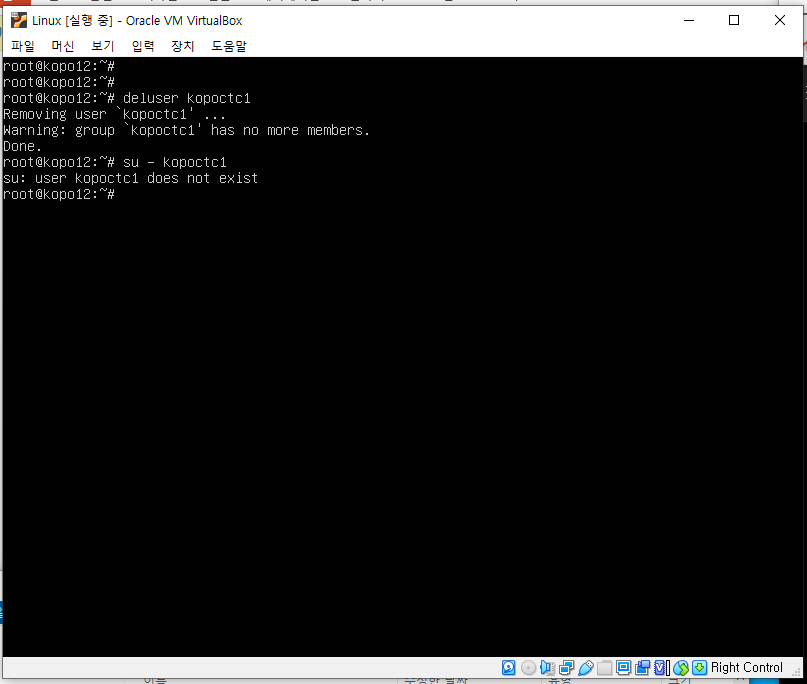 Linux [실행 중] - Oracle VM VirtualBox
파일 머신 보기 입력 장치 도움말
root@kopo12:~#
root@kopo12:~#
root@kopo12:~# deluser kopoctc1
Removing user `kopoctc1' ...
Warning: group `kopoctc1' has no more members.
Done.
root@kopo12:~# su - kopoctc1
su: user kopoctc1 does not exist
root@kopo12:~#
Right Control